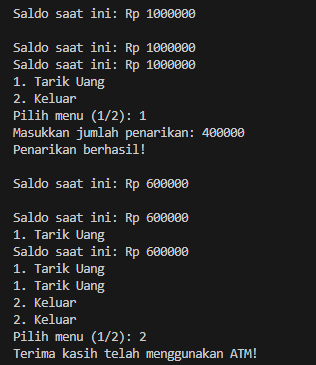 Saldo saat ini: Rp 1000000
Saldo saat ini: Rp 1000000
Saldo saat ini: Rp 1000000
1. Tarik Uang
2. Keluar
Pilih menu (1/2): 1
Masukkan jumlah penarikan: 400000
Penarikan berhasil!
Saldo saat ini: Rp 600000
Saldo saat ini: Rp 600000
1. Tarik Uang
Saldo saat ini: Rp 600000
1. Tarik Uang
1. Tarik Uang
2. Keluar
2. Keluar
Pilih menu (1/2): 2
Terima kasih telah menggunakan ATM!